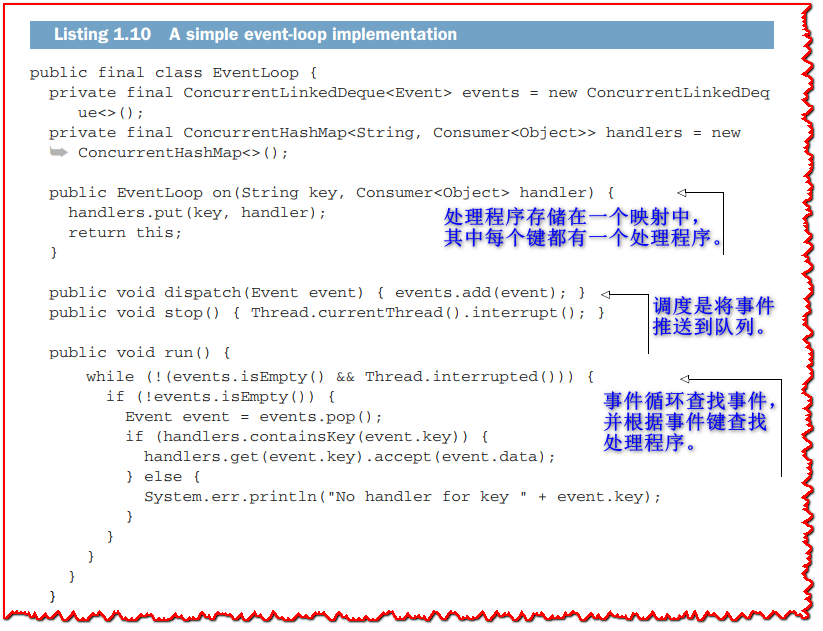 Listing 1.10 A simple event-loop implementation
public final class EventLoop {
private final ConcurrentLinkedDeque<Event> events = new ConcurrentLinkedDeq
ue<>();
private final ConcurrentHashMap<String, Consumer<Object>> handlers = new
ConcurrentHashMap<>();
public EventLoop on(String key, Consumer<Object> handler) {
handlers.put(key, handler);
return this;
}
处理程序存储在一个映射中，
其中每个键都有一个处理程序。
public void dispatch(Event event) { events.add(event); }
public void stop() { Thread.currentThread().interrupt(); }
调度是将事件
推送到队列。
public void run() {
while (!(events.isEmpty() && Thread.interrupted())) {
if (!events.isEmpty()) {
Event event = events.pop();
if (handlers.containsKey(event.key)) {
handlers.get(event.key).accept(event.data);
} else {
System.err.println("No handler for key " + event.key);
}
}
}
}
}
事件循环查找事件，
并根据事件键查找
处理程序。